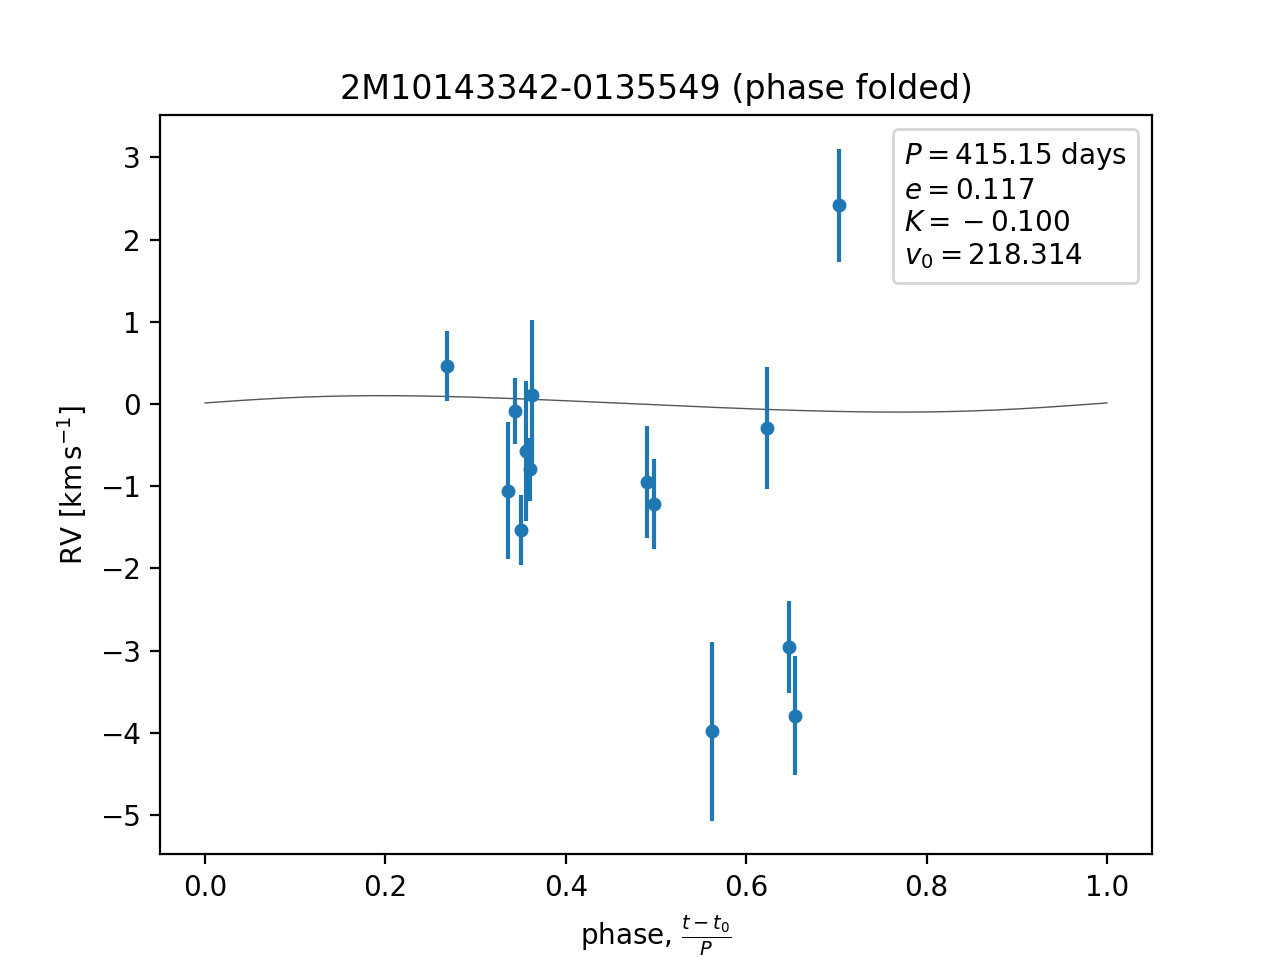 2M10143342-0135549 (phase folded)
P = 415.15 days
e = 0.117
K = −0.100
v₀ = 218.314
3
2
1
0
−1
−2
−3
−4
−5
RV [km s⁻¹]
0.0 0.2 0.4 0.6 0.8 1.0
phase, (t − t₀)/P